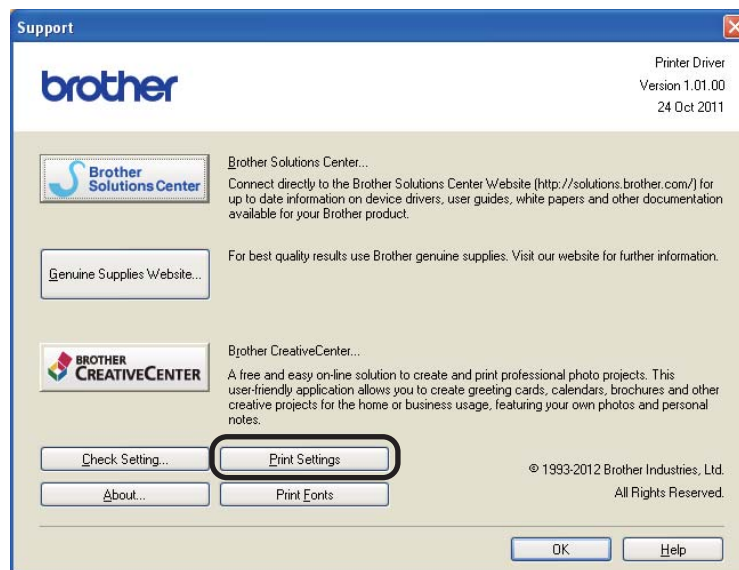 Support
brother
Printer Driver
Version 1.01.00
24 Oct 2011
Brother
Solutions Center
Brother Solutions Center...
Connect directly to the Brother Solutions Center Website (http://solutions.brother.com/) for
up to date information on device drivers, user guides, white papers and other documentation
available for your Brother product.
Genuine Supplies Website...
For best quality results use Brother genuine supplies. Visit our website for further information.
BROTHER
CREATIVECENTER
Brother CreativeCenter...
A free and easy on-line solution to create and print professional photo projects. This
user-friendly application allows you to create greeting cards, calendars, brochures and other
creative projects for the home or business usage, featuring your own photos and personal
notes.
Check Setting...
Print Settings
© 1993-2012 Brother Industries, Ltd.
About...
Print Fonts
All Rights Reserved.
OK
Help